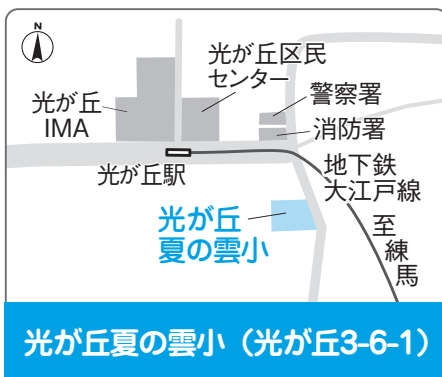 N
光が丘区民
センター
光が丘
IMA
警察署
消防署
光が丘駅
地下鉄
大江戸線
光が丘
夏の雲小
至
練
馬
光が丘夏の雲小（光が丘3-6-1）